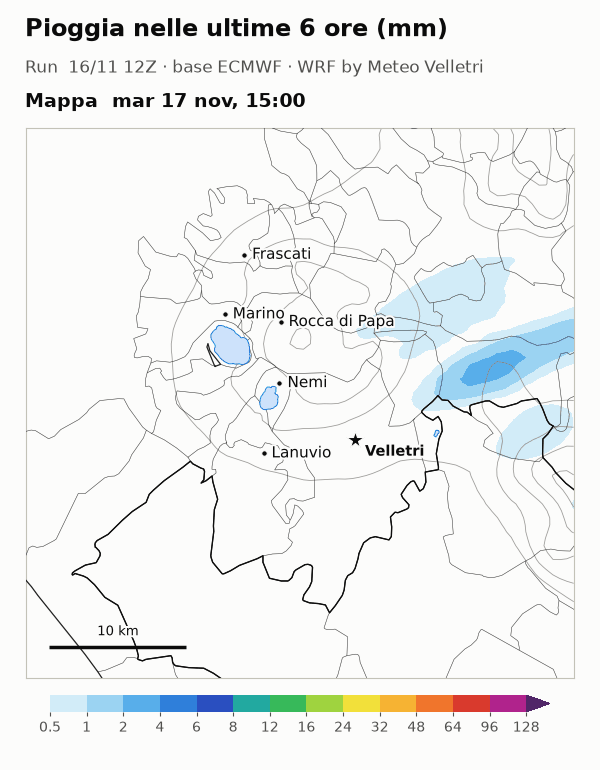 Pioggia nelle ultime 6 ore (mm)
Run  16/11 12Z · base ECMWF · WRF by Meteo Velletri
Mappa  mar 17 nov, 15:00
Frascati
Marino
Rocca di Papa
Nemi
Velletri
Lanuvio
10 km
0.5 1 2 4 6 8 12 16 24 32 48 64 96 128